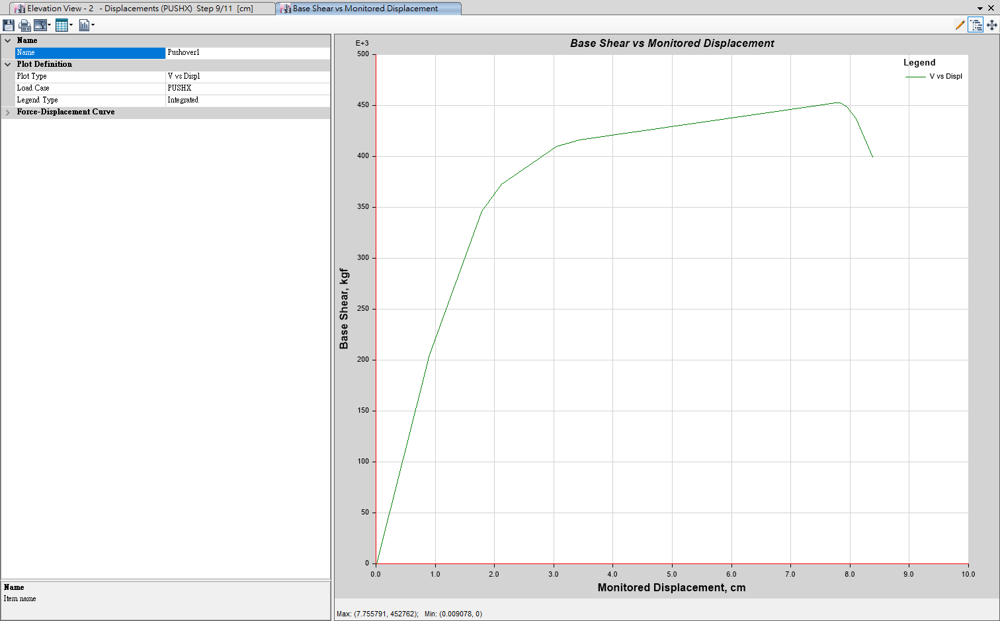 Elevation View - 2 - Displacements (PUSHX) Step 9/11 [cm]
Base Shear vs Monitored Displacement
Name
Name Pushover1
Plot Definition
Plot Type V vs Displ
Load Case PUSHX
Legend Type Integrated
Force-Displacement Curve
Name
Item name
Base Shear vs Monitored Displacement
E+3
500
450
400
350
300
250
200
150
100
50
0
Base Shear, kgf
Legend
V vs Displ
0.0 1.0 2.0 3.0 4.0 5.0 6.0 7.0 8.0 9.0 10.0
Monitored Displacement, cm
Max: (7.755791, 452762); Min: (0.009078, 0)